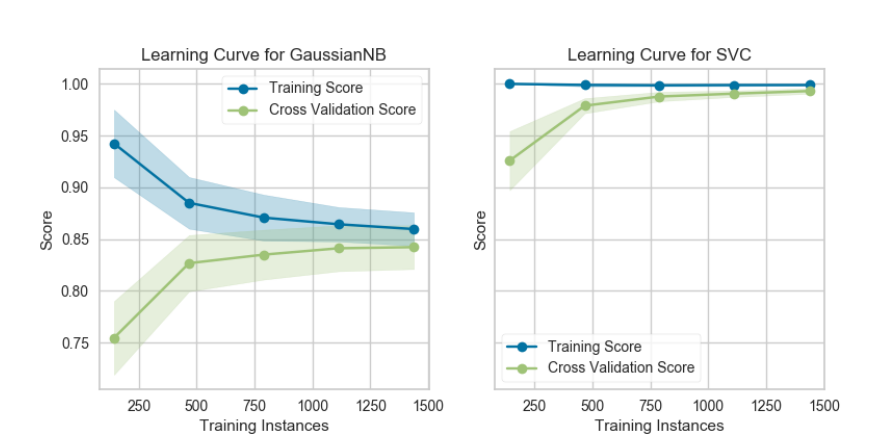 Learning Curve for GaussianNB
Training Score
Cross Validation Score
1.00
0.95
0.90
0.85
0.80
0.75
Score
250 500 750 1000 1250 1500
Training Instances
Learning Curve for SVC
Score
Training Score
Cross Validation Score
250 500 750 1000 1250 1500
Training Instances